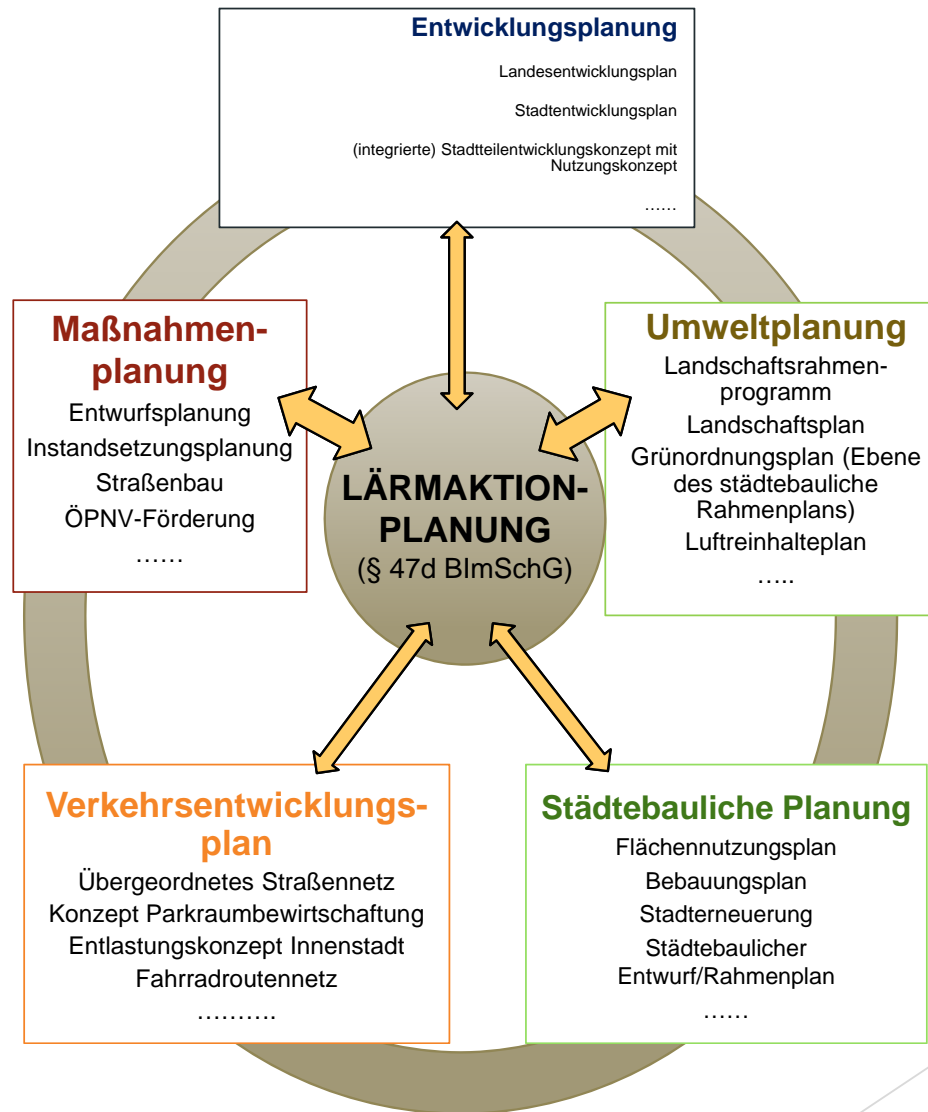 Entwicklungsplanung
Landesentwicklungsplan
Stadtentwicklungsplan
(integrierte) Stadtteilentwicklungskonzept mit
Nutzungskonzept
......
Maßnahmen-
planung
Entwurfsplanung
Instandsetzungsplanung
Straßenbau
ÖPNV-Förderung
......
Umweltplanung
Landschaftsrahmen-
programm
Landschaftsplan
Grünordnungsplan (Ebene
des städtebauliche
Rahmenplans)
Luftreinhalteplan
.....
LÄRMAKTION-
PLANUNG
(§ 47d BImSchG)
Verkehrsentwicklungs-
plan
Übergeordnetes Straßennetz
Konzept Parkraumbewirtschaftung
Entlastungskonzept Innenstadt
Fahrradroutennetz
..........
Städtebauliche Planung
Flächennutzungsplan
Bebauungsplan
Stadterneuerung
Städtebaulicher
Entwurf/Rahmenplan
......